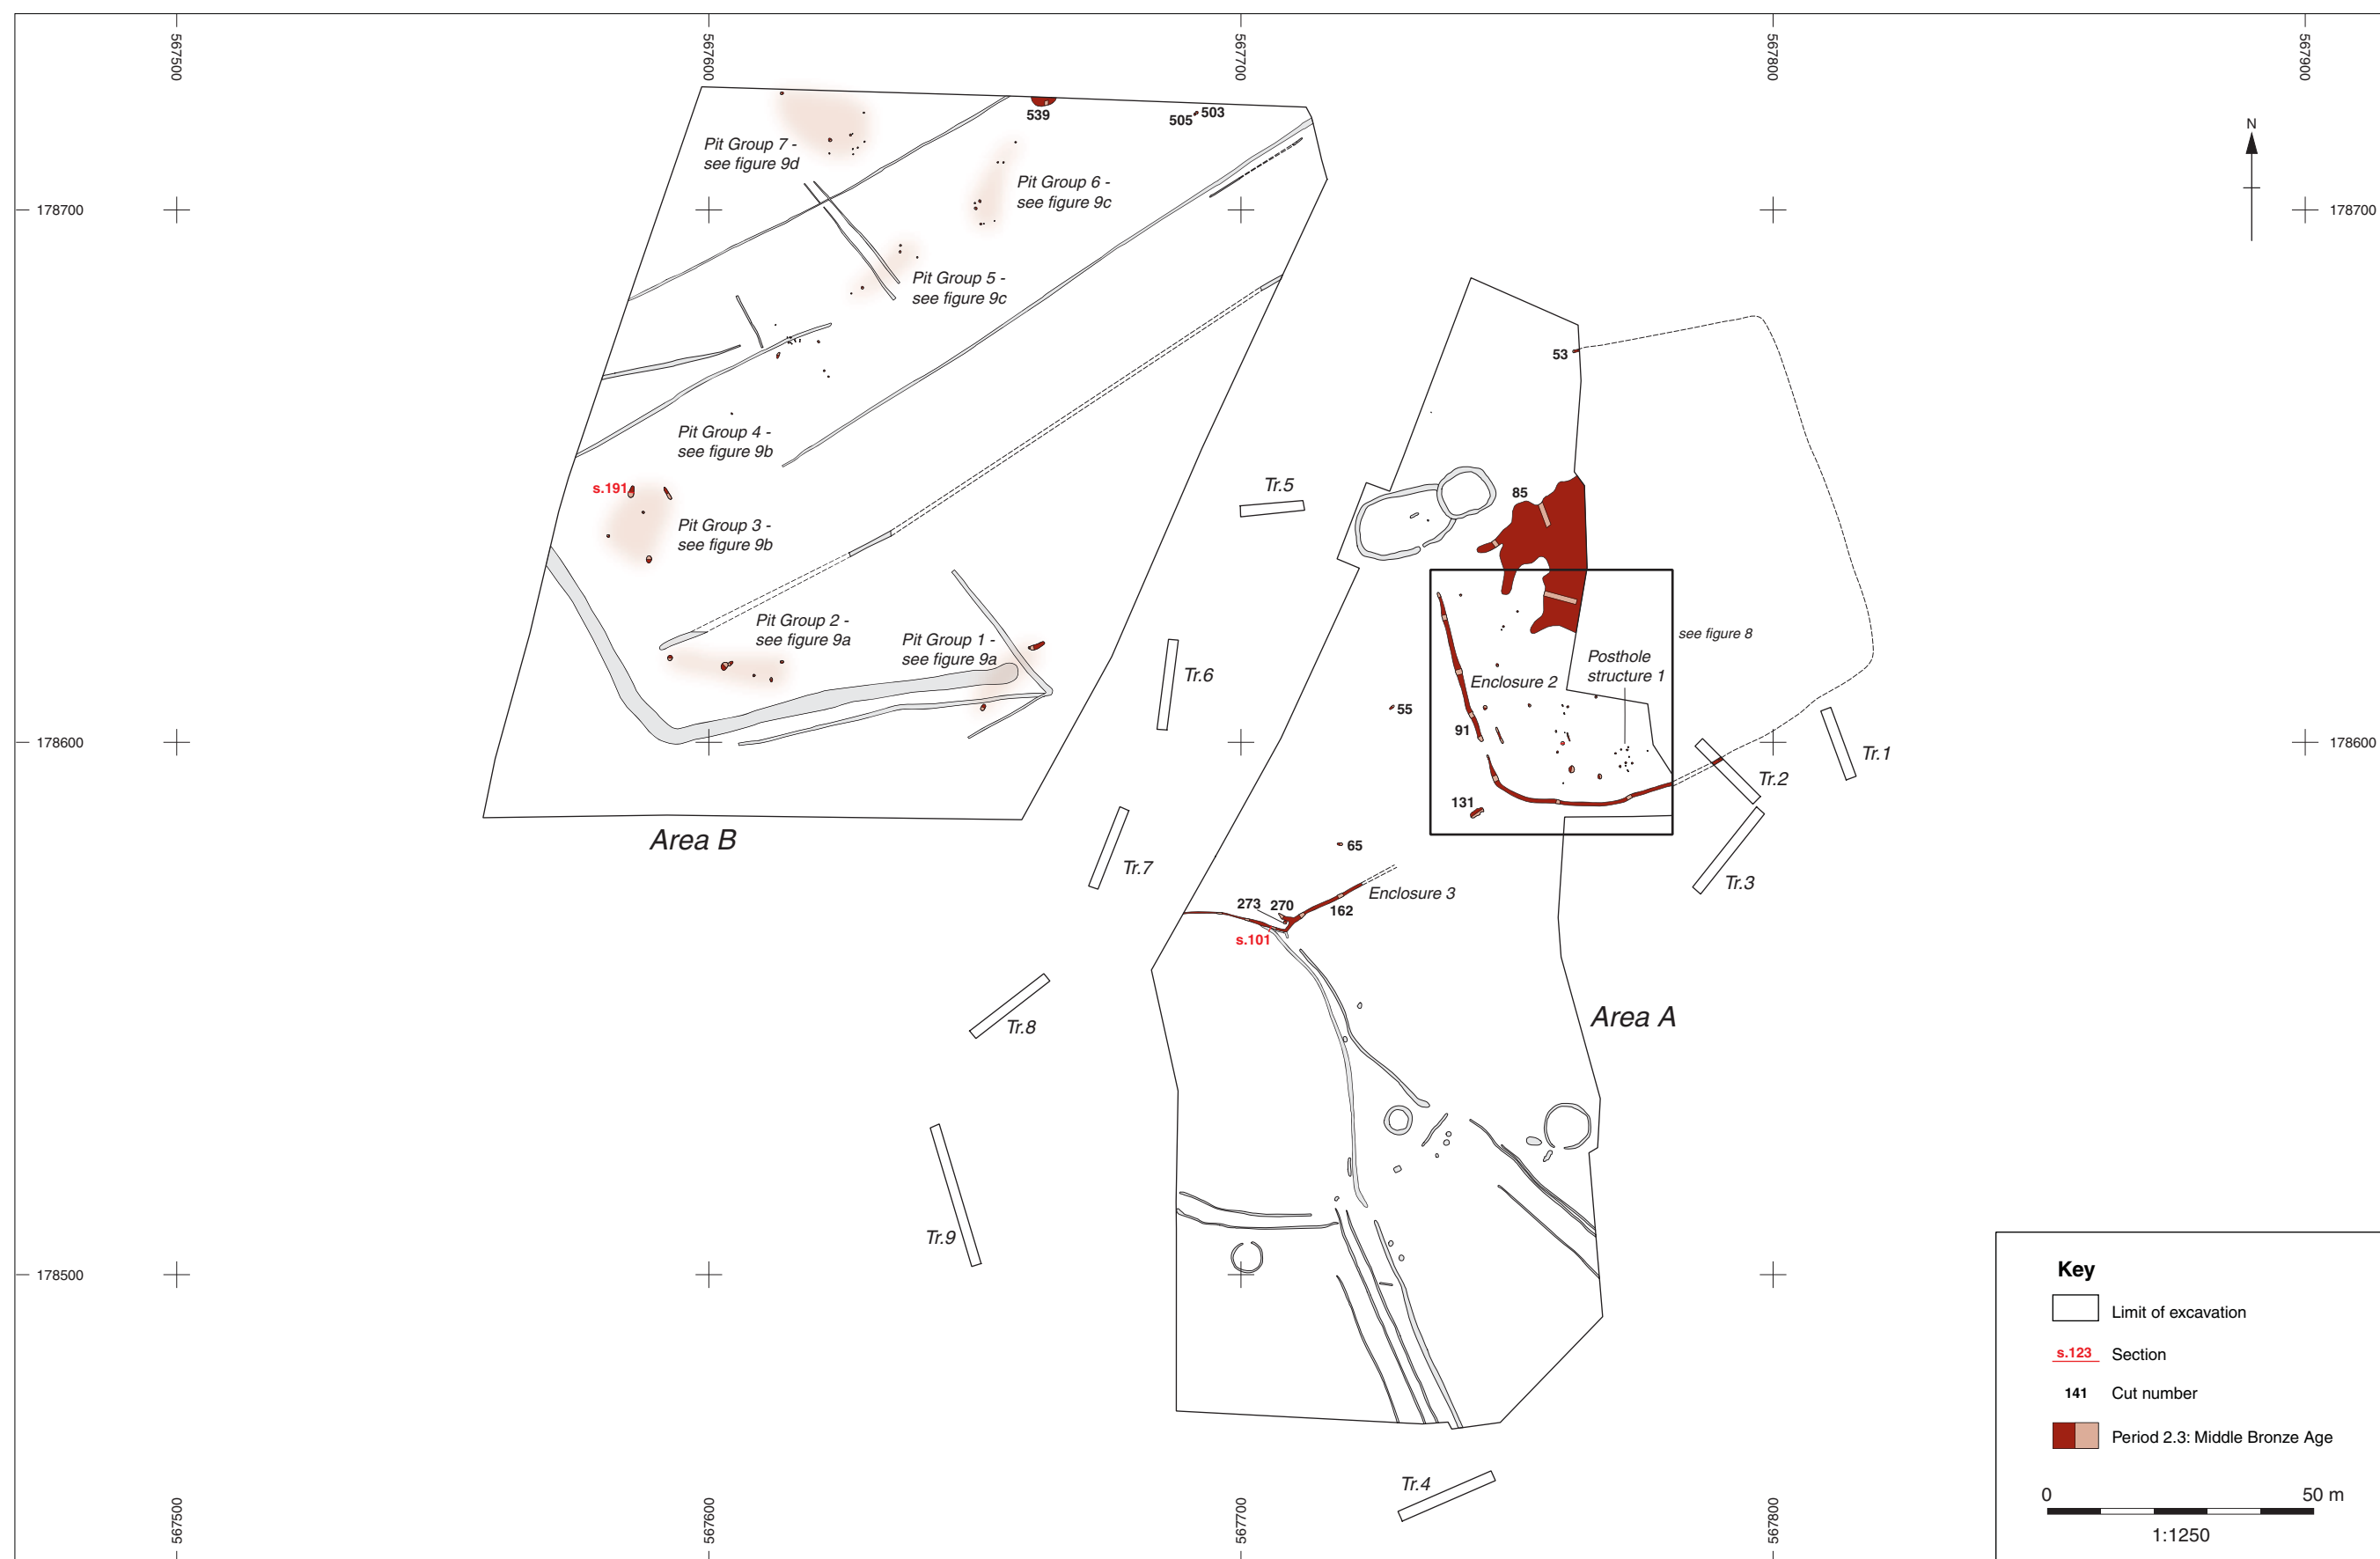 567500
567600
567700
567800
567900
539
505
503
N
Pit Group 7 -
see figure 9d
Pit Group 6 -
see figure 9c
178700
178700
Pit Group 5 -
see figure 9c
53
Pit Group 4 -
see figure 9b
s.191
Tr.5
85
Pit Group 3 -
see figure 9b
Pit Group 2 -
see figure 9a
Pit Group 1 -
see figure 9a
see figure 8
Posthole
structure 1
Tr.6
Enclosure 2
55
91
178600
178600
Tr.1
Tr.2
131
Area B
65
Tr.7
Tr.3
Enclosure 3
273
270
162
s.101
Area A
Tr.8
Tr.9
178500
Key
Limit of excavation
s.123
Section
141
Cut number
Period 2.3: Middle Bronze Age
Tr.4
0
50 m
1:1250
567500
567600
567700
567800